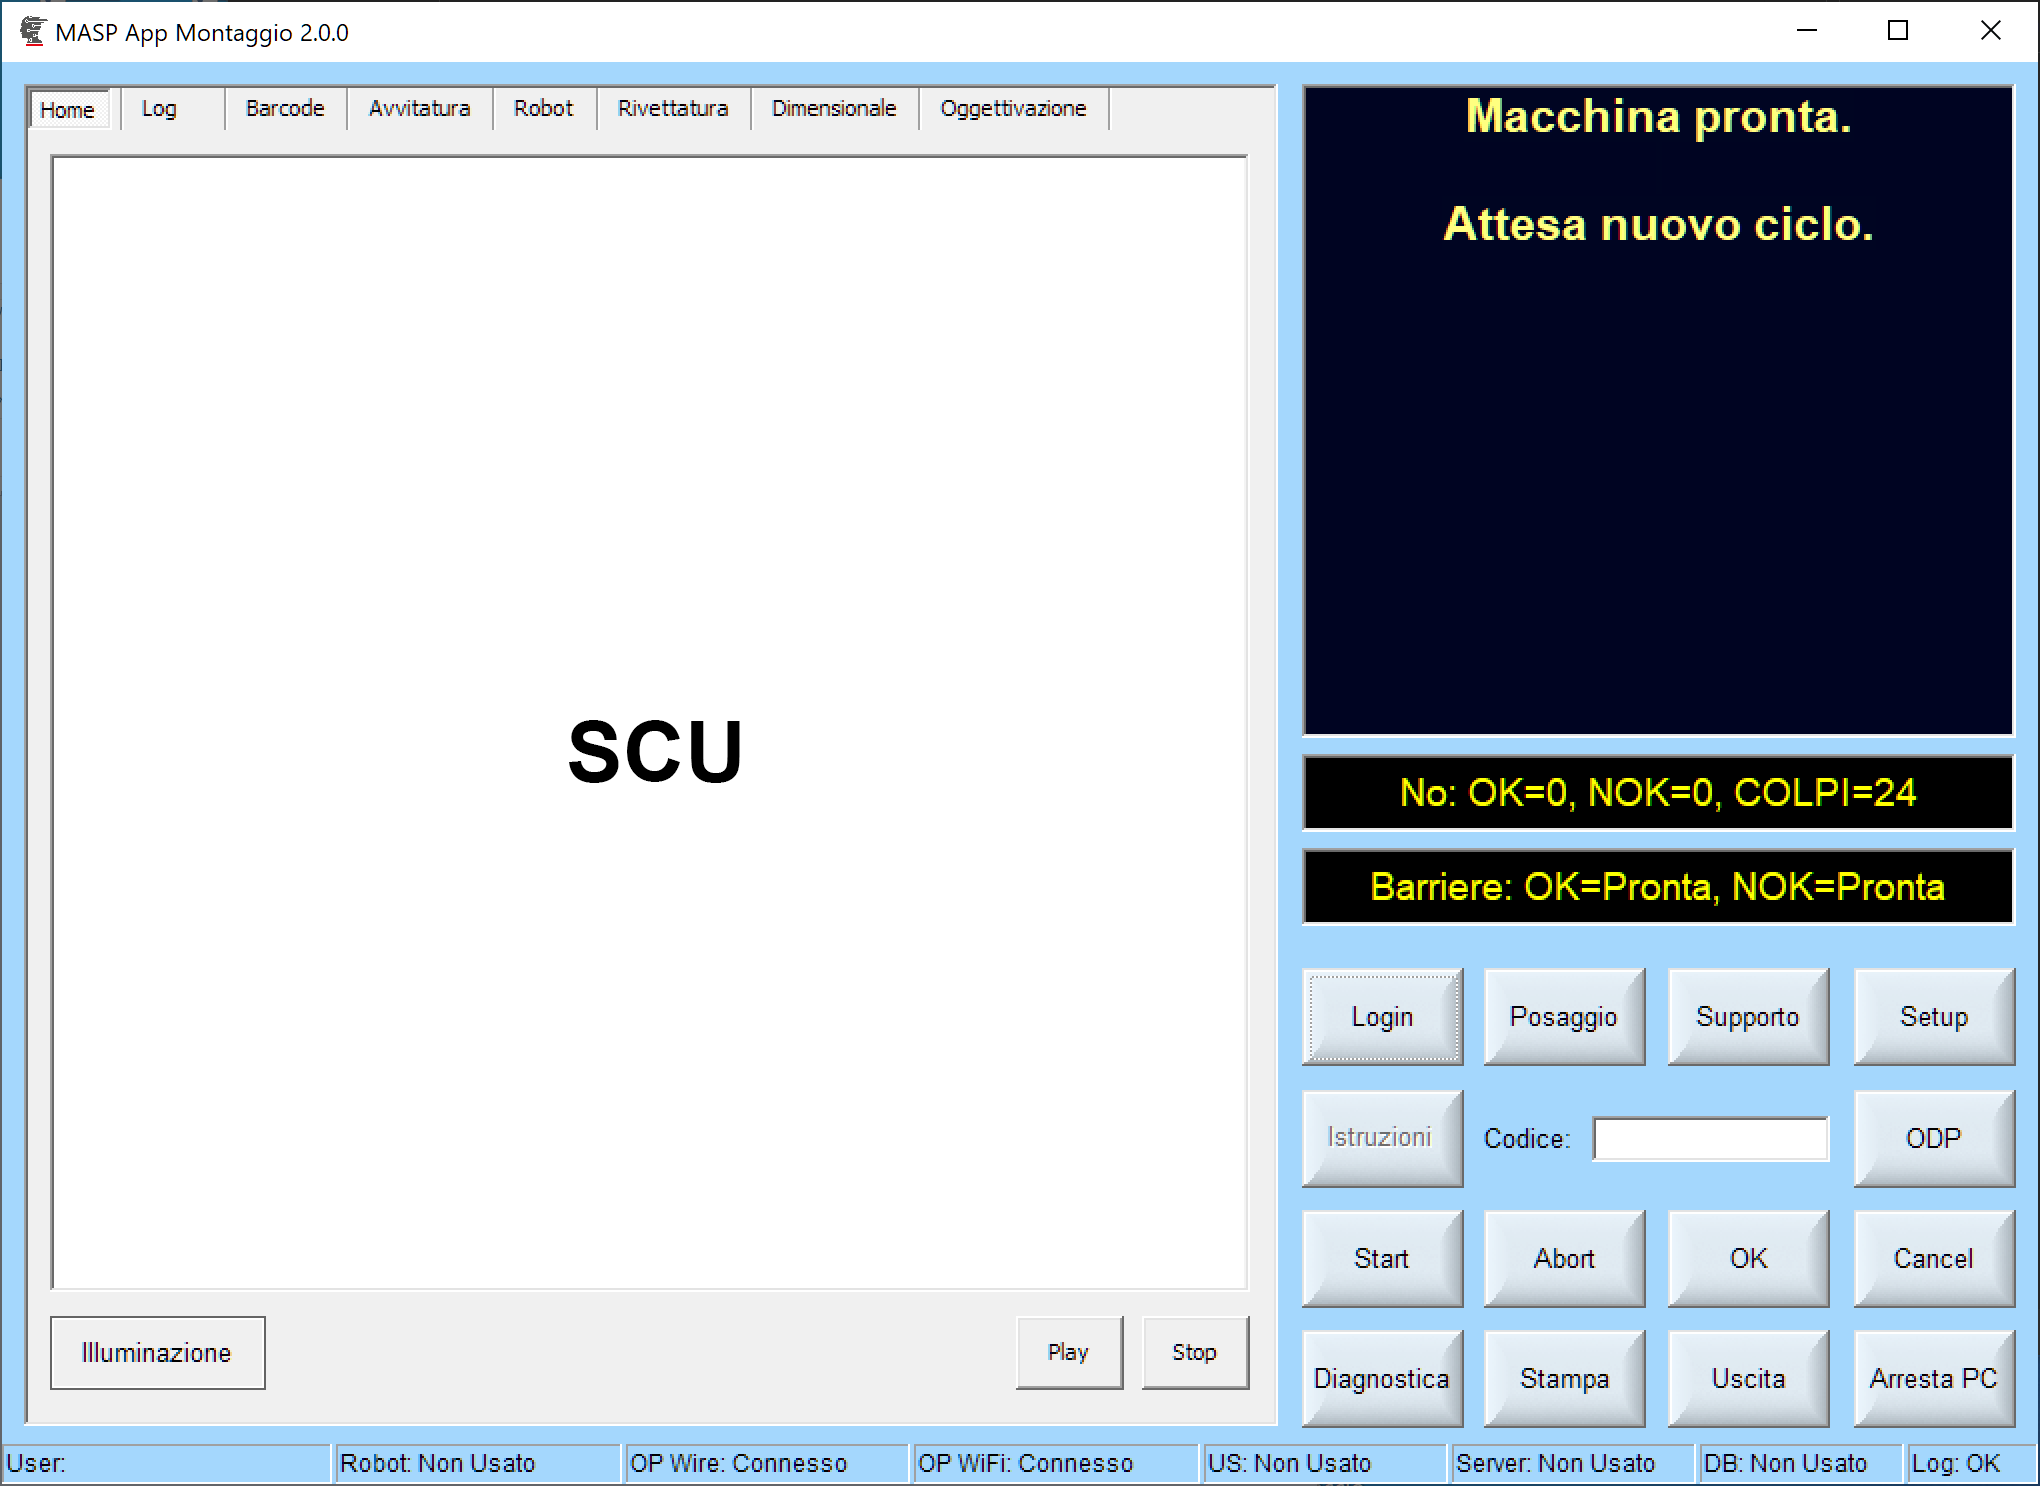 MASP App Montaggio 2.0.0
Home Log Barcode Avvitatura Robot Rivettatura Dimensionale Oggettivazione
SCU
Illuminazione Play Stop
Macchina pronta.
Attesa nuovo ciclo.
No: OK=0, NOK=0, COLPI=24
Barriere: OK=Pronta, NOK=Pronta
Login Posaggio Supporto Setup
Istruzioni Codice: ODP
Start Abort OK Cancel
Diagnostica Stampa Uscita Arresta PC
User: Robot: Non Usato OP Wire: Connesso OP WiFi: Connesso US: Non Usato Server: Non Usato DB: Non Usato Log: OK